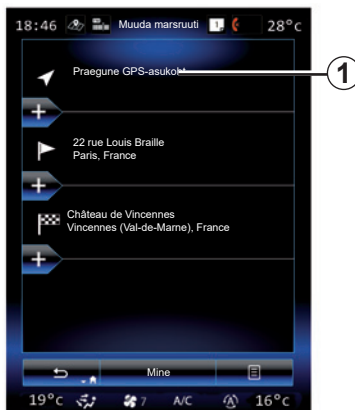 18:46 Muuda marsruuti 1 28°c
Praegune GPS-asukoht
1
22 rue Louis Braille
Paris, France
Château de Vincennes
Vincennes (Val-de-Marne), France
Mine
19°c 7 A/C A 16°c